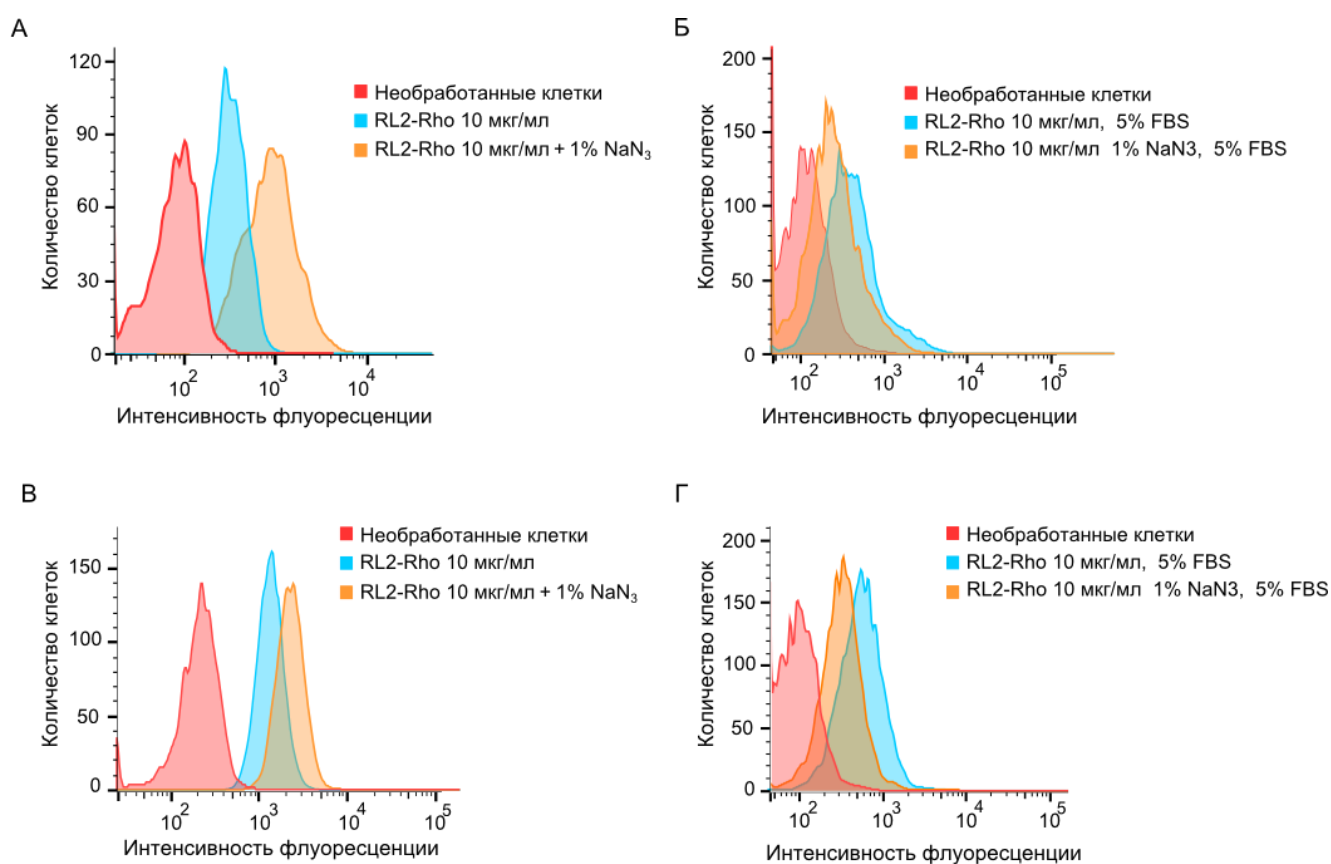 А
120
90
60
30
0
Количество клеток
Необработанные клетки
RL2-Rho 10 мкг/мл
RL2-Rho 10 мкг/мл + 1% NaN₃
10² 10³ 10⁴
Интенсивность флуоресценции
Б
200
150
100
50
0
Количество клеток
Необработанные клетки
RL2-Rho 10 мкг/мл, 5% FBS
RL2-Rho 10 мкг/мл 1% NaN3, 5% FBS
10² 10³ 10⁴ 10⁵
Интенсивность флуоресценции
В
150
100
50
0
Количество клеток
Необработанные клетки
RL2-Rho 10 мкг/мл
RL2-Rho 10 мкг/мл + 1% NaN₃
10² 10³ 10⁴ 10⁵
Интенсивность флуоресценции
Г
200
150
100
50
0
Количество клеток
Необработанные клетки
RL2-Rho 10 мкг/мл, 5% FBS
RL2-Rho 10 мкг/мл 1% NaN3, 5% FBS
10² 10³ 10⁴ 10⁵
Интенсивность флуоресценции